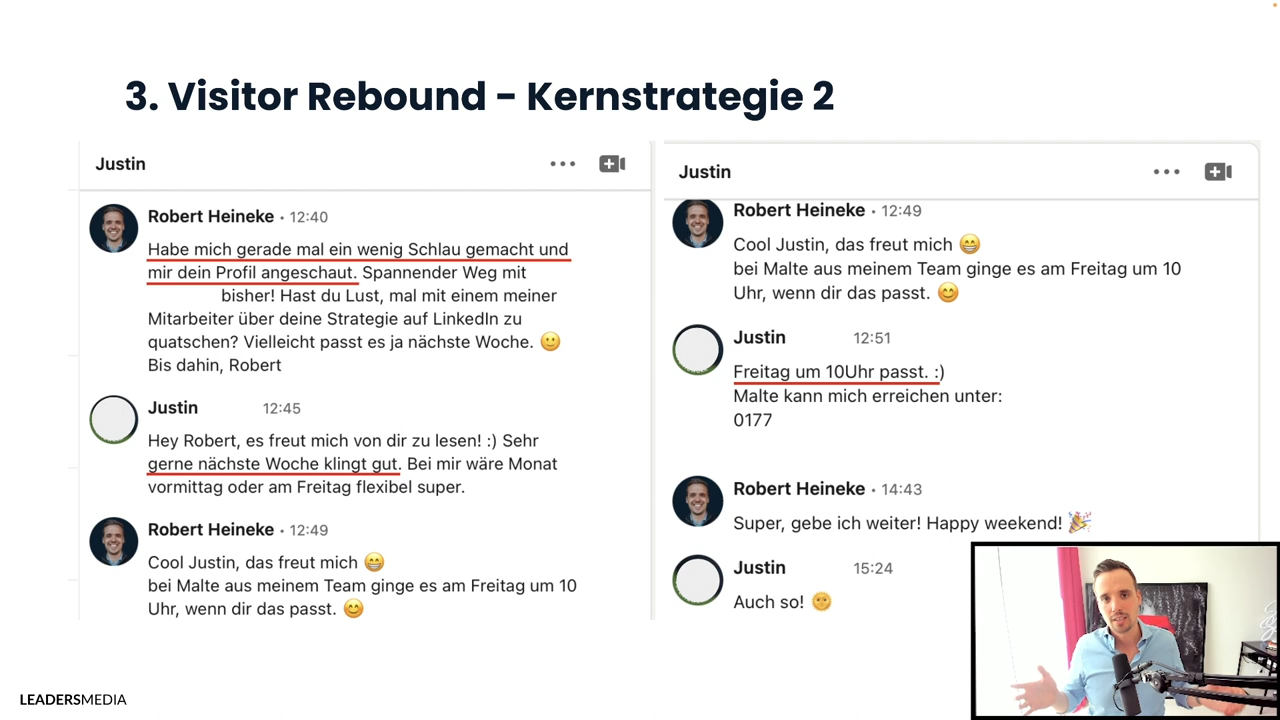 3. Visitor Rebound - Kernstrategie 2
Justin
Robert Heineke • 12:40
Habe mich gerade mal ein wenig Schlau gemacht und
mir dein Profil angeschaut. Spannender Weg mit
bisher! Hast du Lust, mal mit einem meiner
Mitarbeiter über deine Strategie auf LinkedIn zu
quatschen? Vielleicht passt es ja nächste Woche. 🙂
Bis dahin, Robert
Justin 12:45
Hey Robert, es freut mich von dir zu lesen! :) Sehr
gerne nächste Woche klingt gut. Bei mir wäre Monat
vormittag oder am Freitag flexibel super.
Robert Heineke • 12:49
Cool Justin, das freut mich 😁
bei Malte aus meinem Team ginge es am Freitag um 10
Uhr, wenn dir das passt. 😊
Justin
Robert Heineke • 12:49
Cool Justin, das freut mich 😁
bei Malte aus meinem Team ginge es am Freitag um 10
Uhr, wenn dir das passt. 😊
Justin 12:51
Freitag um 10Uhr passt. :)
Malte kann mich erreichen unter:
0177
Robert Heineke • 14:43
Super, gebe ich weiter! Happy weekend! 🎉
Justin 15:24
Auch so! 🌞
LEADERSMEDIA